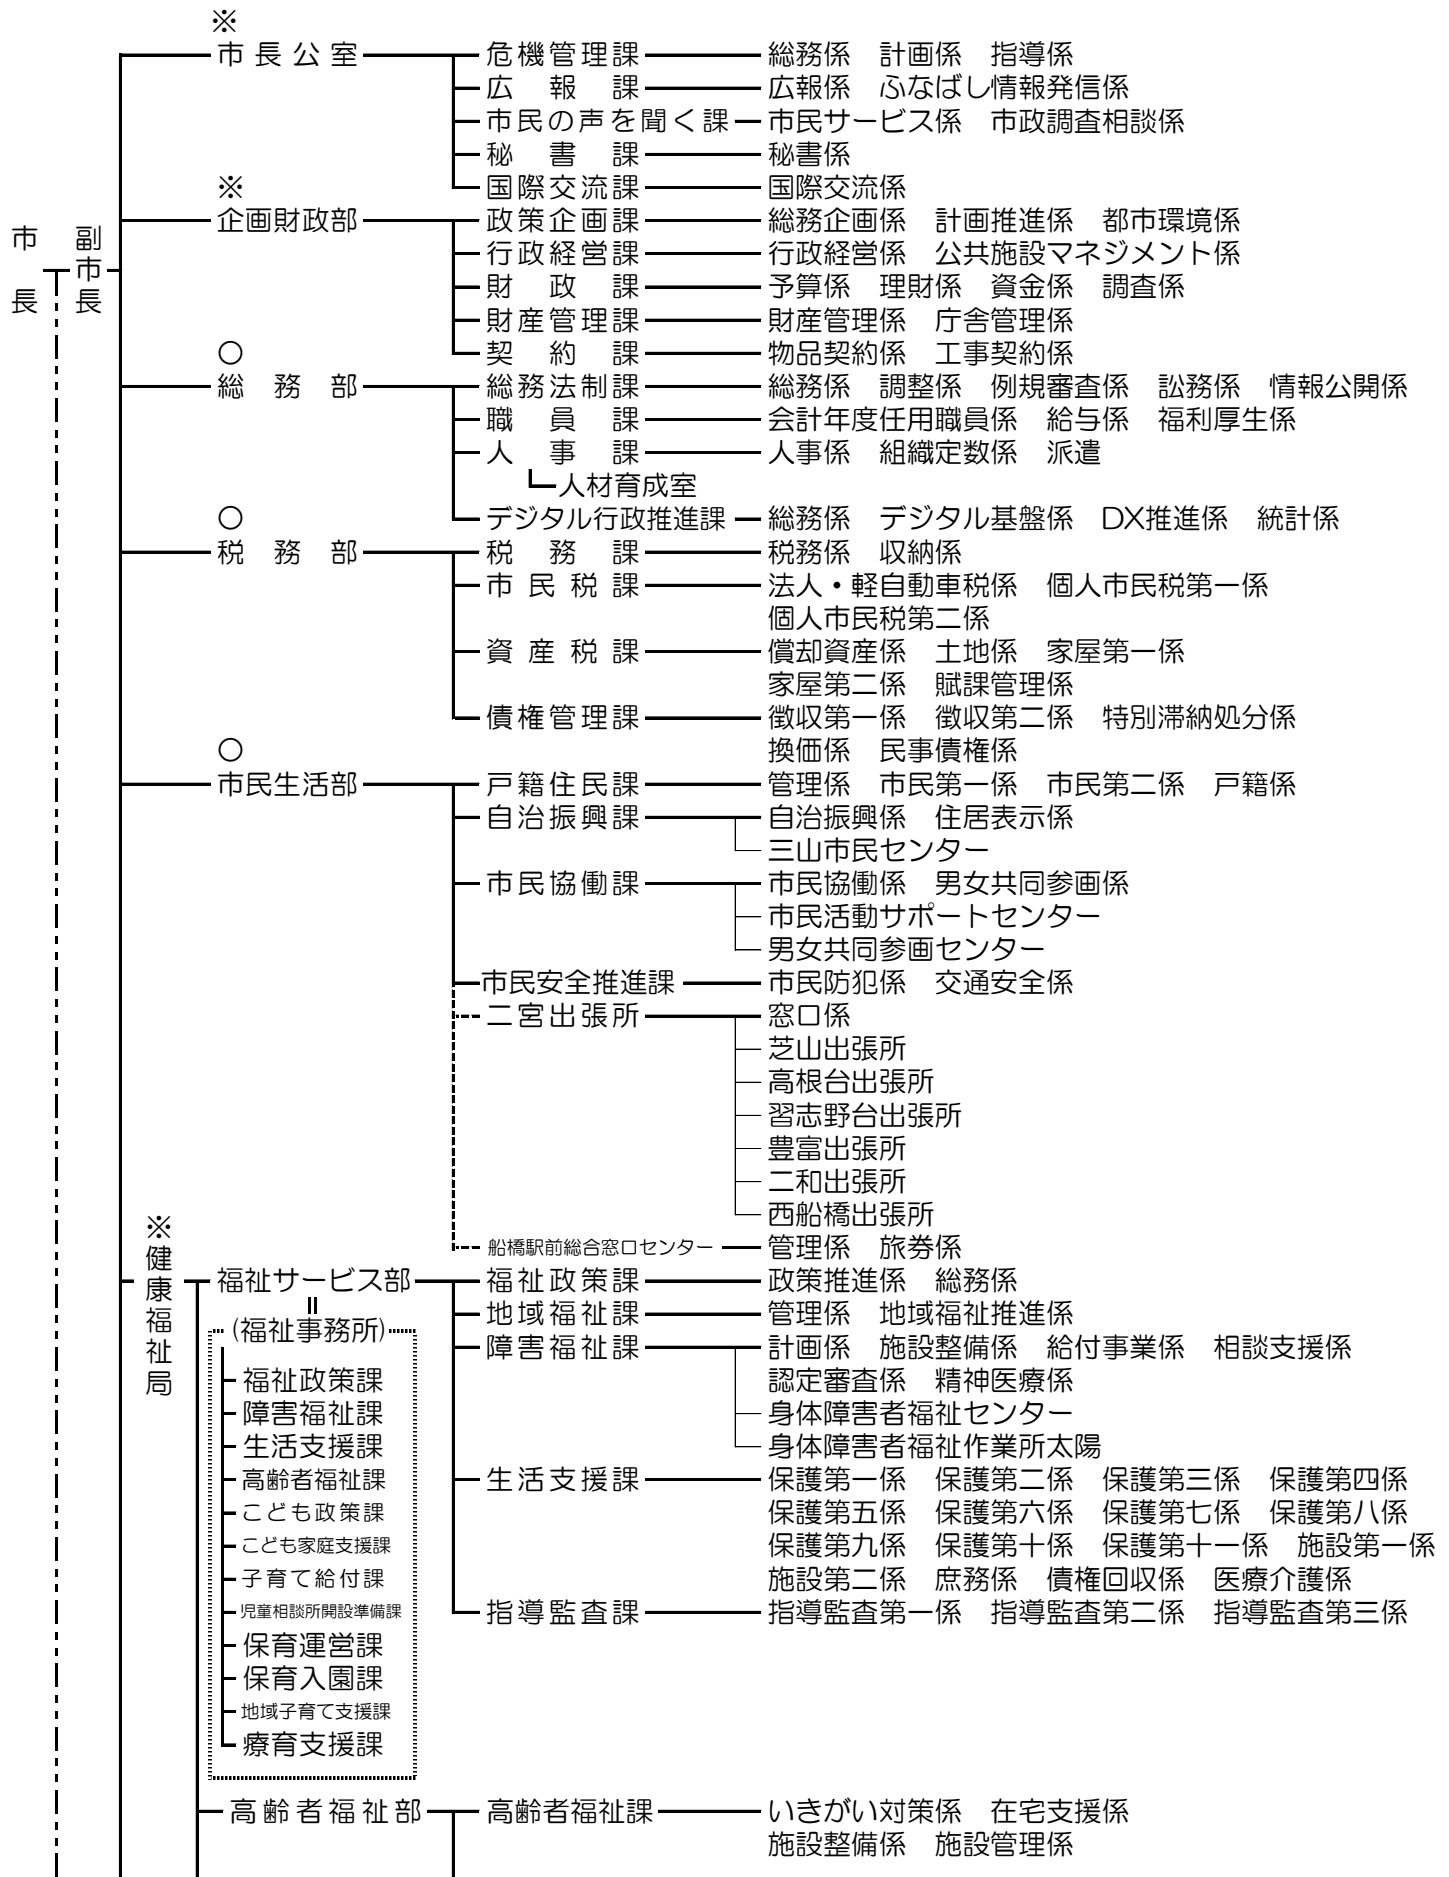 ※
市長公室 危機管理課 総務係 計画係 指導係
広報課 広報係 ふなばし情報発信係
市民の声を聞く課 市民サービス係 市政調査相談係
秘書課 秘書係
※ 国際交流課 国際交流係
企画財政部 政策企画課 総務企画係 計画推進係 都市環境係
市長 副市長 行政経営課 行政経営係 公共施設マネジメント係
財政課 予算係 理財係 資金係 調査係
財産管理課 財産管理係 庁舎管理係
○ 契約課 物品契約係 工事契約係
総務部 総務法制課 総務係 調整係 例規審査係 訟務係 情報公開係
職員課 会計年度任用職員係 給与係 福利厚生係
人事課 人事係 組織定数係 派遣
人材育成室
○ デジタル行政推進課 総務係 デジタル基盤係 DX推進係 統計係
税務部 税務課 税務係 収納係
市民税課 法人・軽自動車税係 個人市民税第一係
個人市民税第二係
資産税課 償却資産係 土地係 家屋第一係
家屋第二係 賦課管理係
債権管理課 徴収第一係 徴収第二係 特別滞納処分係
○ 換価係 民事債権係
市民生活部 戸籍住民課 管理係 市民第一係 市民第二係 戸籍係
自治振興課 自治振興係 住居表示係
三山市民センター
市民協働課 市民協働係 男女共同参画係
市民活動サポートセンター
男女共同参画センター
市民安全推進課 市民防犯係 交通安全係
二宮出張所 窓口係
芝山出張所
高根台出張所
習志野台出張所
豊富出張所
二和出張所
西船橋出張所
船橋駅前総合窓口センター 管理係 旅券係
※健康福祉局 福祉サービス部 福祉政策課 政策推進係 総務係
地域福祉課 管理係 地域福祉推進係
(福祉事務所) 障害福祉課 計画係 施設整備係 給付事業係 相談支援係
福祉政策課 認定審査係 精神医療係
障害福祉課 身体障害者福祉センター
生活支援課 身体障害者福祉作業所太陽
高齢者福祉課 生活支援課 保護第一係 保護第二係 保護第三係 保護第四係
こども政策課 保護第五係 保護第六係 保護第七係 保護第八係
こども家庭支援課 保護第九係 保護第十係 保護第十一係 施設第一係
子育て給付課 施設第二係 庶務係 債権回収係 医療介護係
児童相談所開設準備課 指導監査課 指導監査第一係 指導監査第二係 指導監査第三係
保育運営課
保育入園課
地域子育て支援課
療育支援課
高齢者福祉部 高齢者福祉課 いきがい対策係 在宅支援係
施設整備係 施設管理係